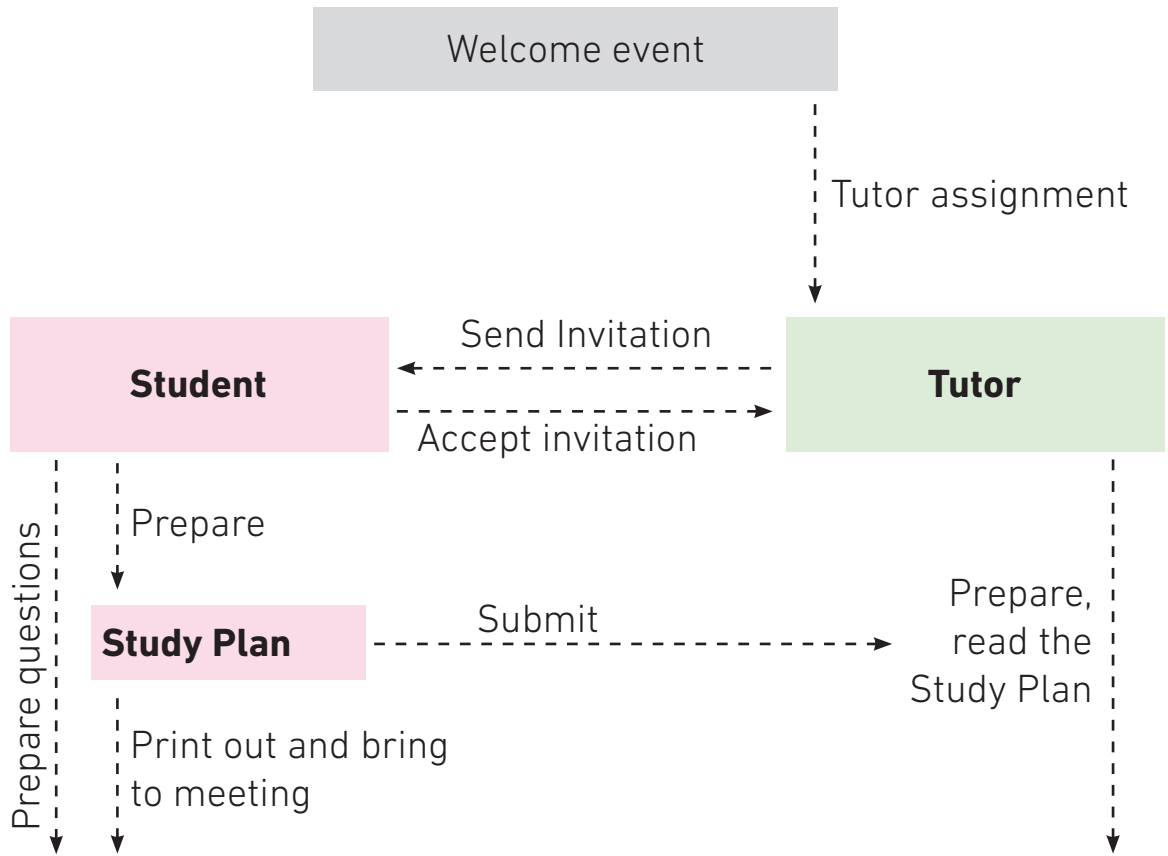 Welcome event
Tutor assignment
Send Invitation
Student
Tutor
Accept invitation
Prepare
Prepare questions
Study Plan
Submit
Prepare,
read the
Study Plan
Print out and bring
to meeting